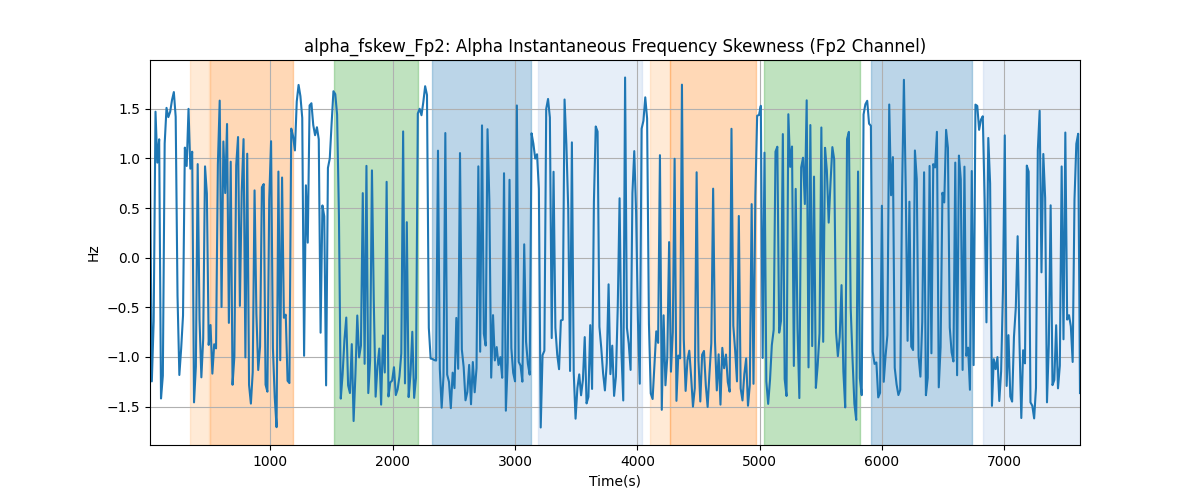 alpha_fskew_Fp2: Alpha Instantaneous Frequency Skewness (Fp2 Channel)
1.5
1.0
0.5
0.0
−0.5
−1.0
−1.5
Hz
1000 2000 3000 4000 5000 6000 7000
Time(s)